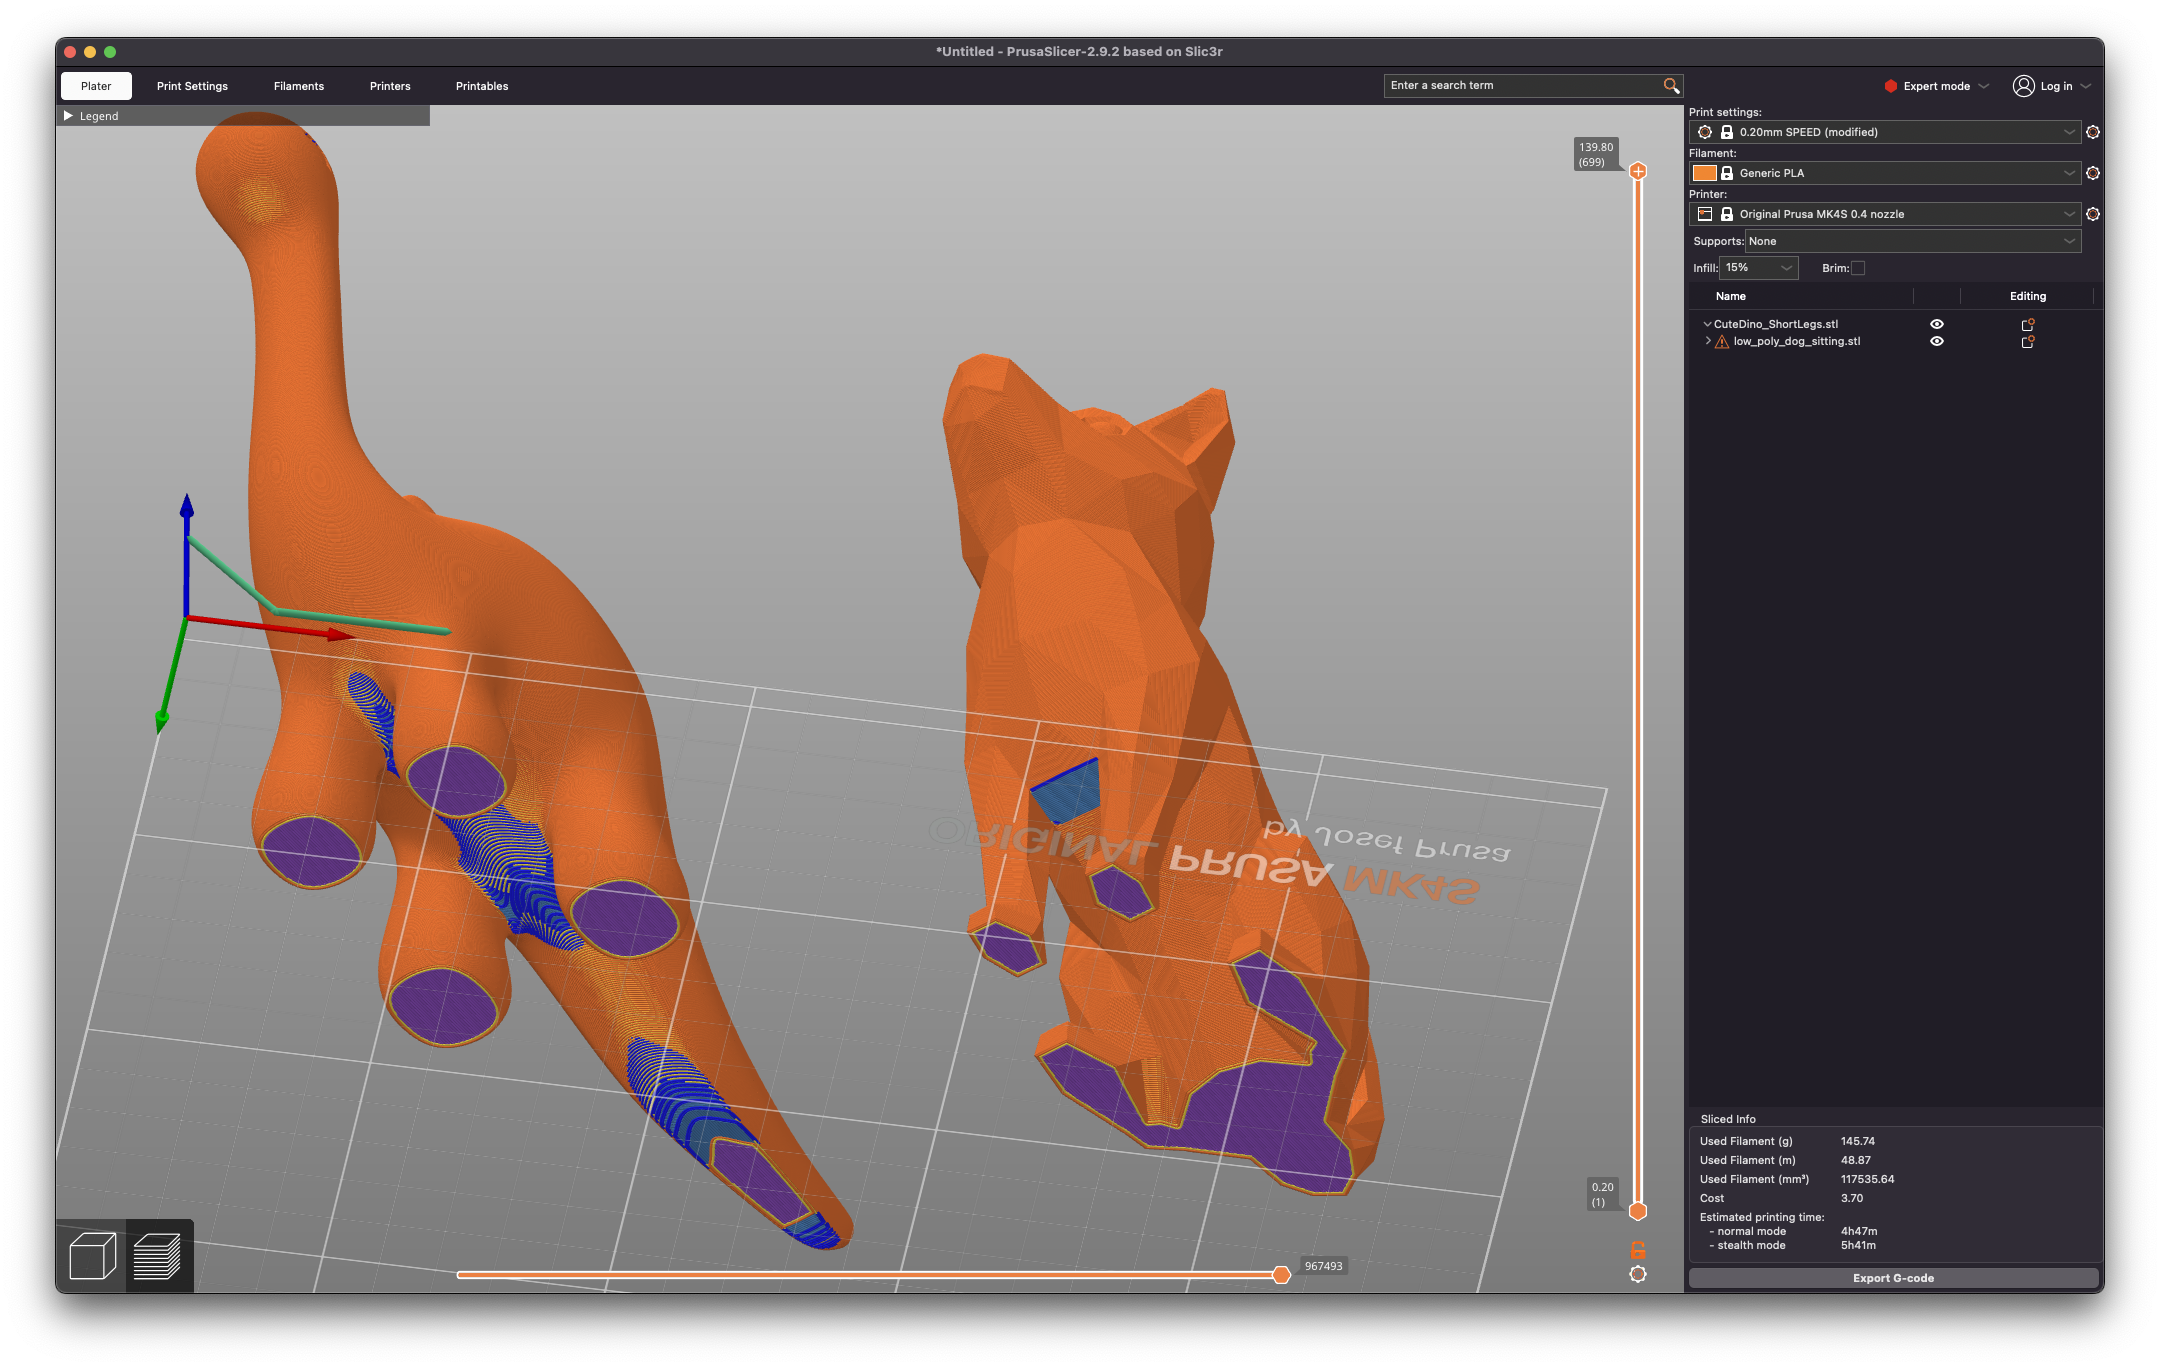 *Untitled - PrusaSlicer-2.9.2 based on Slic3r
Plater
Print Settings
Filaments
Printers
Printables
Enter a search term
Expert mode
Log in
Legend
139.80
(699)
ORIGINAL PRUSA MK4S
by Josef Prusa
0.20
(1)
967493
Print settings:
0.20mm SPEED (modified)
Filament:
Generic PLA
Printer:
Original Prusa MK4S 0.4 nozzle
Supports: None
Infill: 15% Brim:
Name Editing
CuteDino_ShortLegs.stl
low_poly_dog_sitting.stl
Sliced Info
Used Filament (g) 145.74
Used Filament (m) 48.87
Used Filament (mm³) 117535.64
Cost 3.70
Estimated printing time:
- normal mode 4h47m
- stealth mode 5h41m
Export G-code